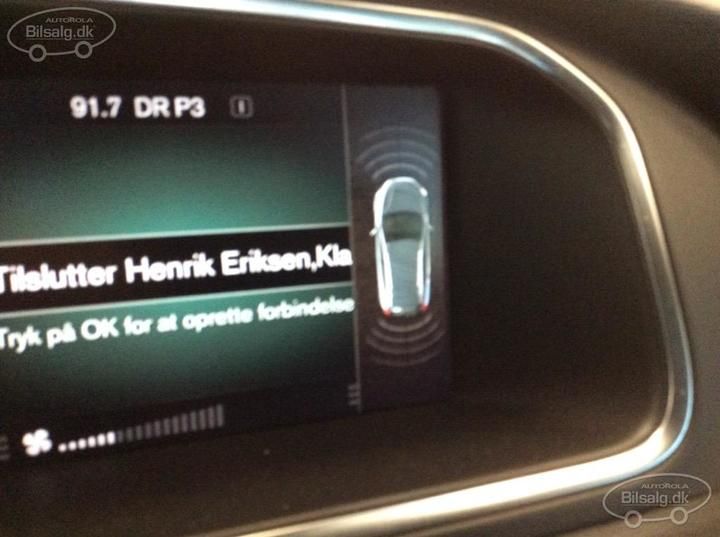 AUTOROLA
Bilsalg.dk
91.7 DR P3
Tilslutter Henrik Eriksen,Kla
Tryk på OK for at oprette forbindelse
AUTOROLA
Bilsalg.dk